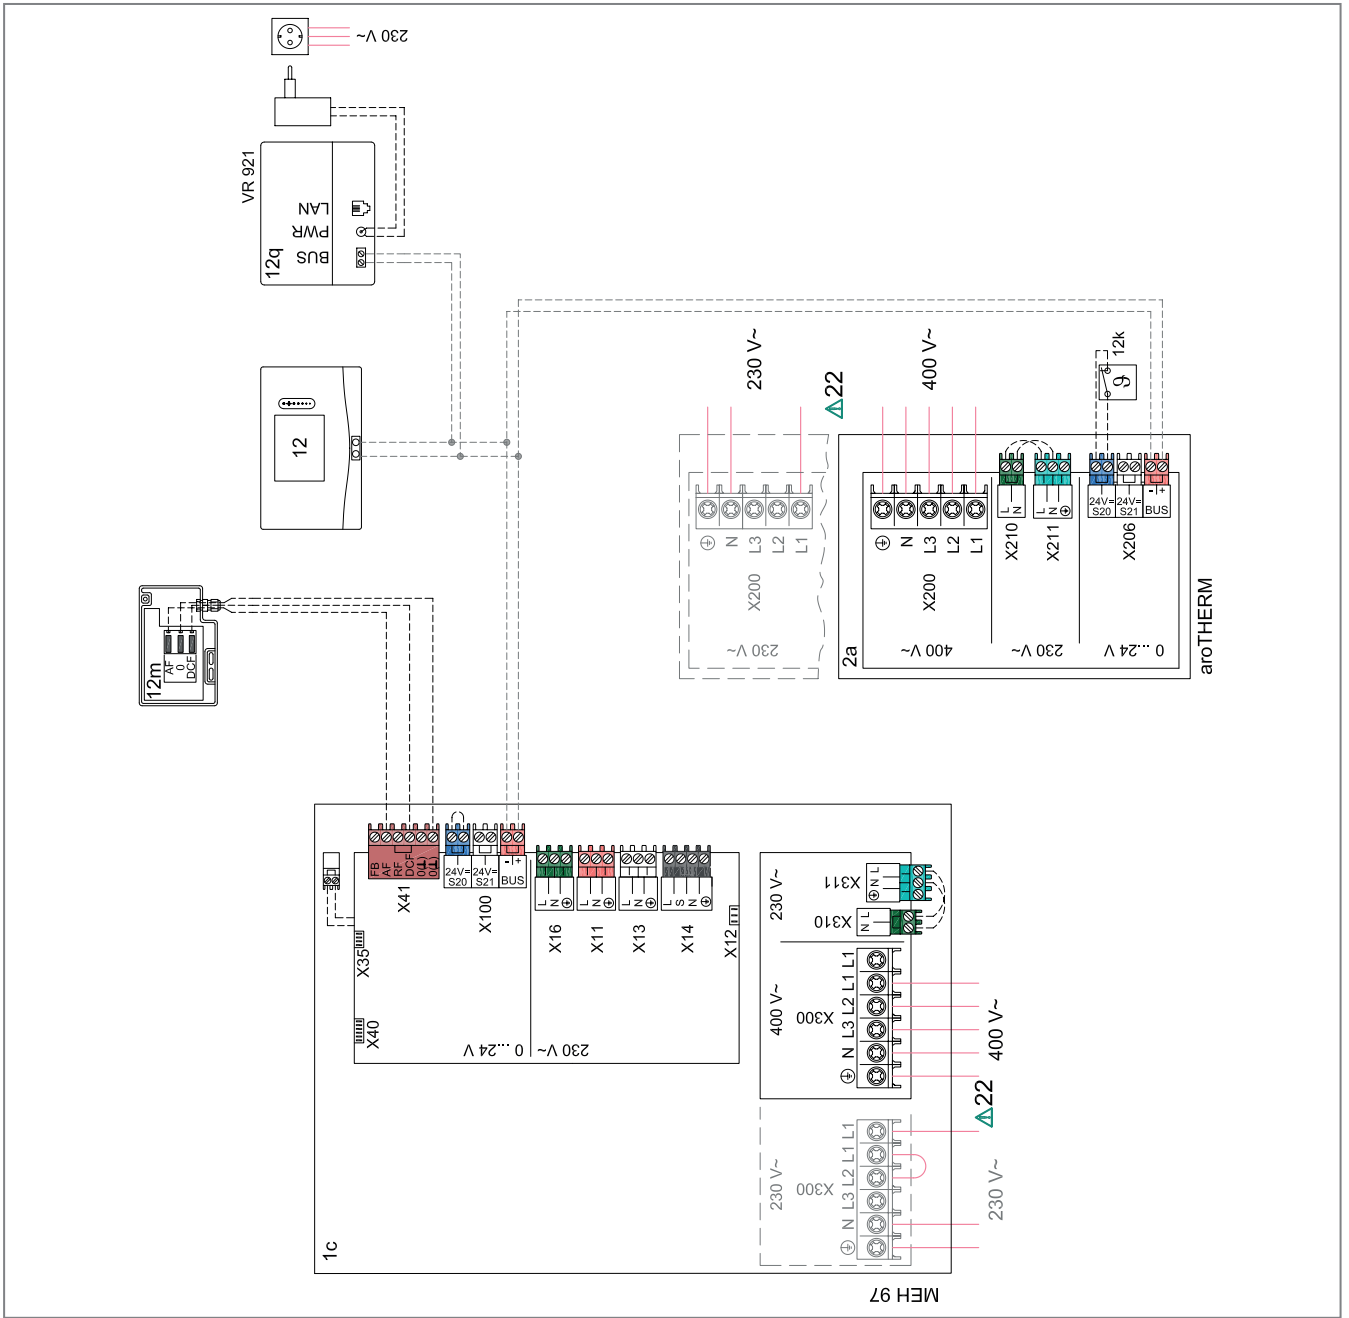 230 V~
VR 921
LAN
PWR
BUS
12q
12
12m
AF
0
DCF
230 V~
22
400 V~
12k
L1
L2
L3
N
X200
230 V~
L1
L2
L3
N
X200
400 V~
2a
L
N
X210
L
N
X211
230 V~
24V=
S20
24V=
S21
- +
BUS
X206
0...24 V
aroTHERM
FB
AF
RF
DCF
0(⊥)
0(⊥)
X41
24V=
S20
24V=
S21
- +
BUS
X100
L
N
X16
L
N
X11
L
N
X13
L
S
N
X14
X12
X35
X40
0...24 V
230 V~
230 V~
X311
N L
X310
N L
400 V~
X300
L1
L1
L2
L3
N
400 V~
22
230 V~
X300
L1
L1
L2
L3
N
230 V~
1c
MEH 97